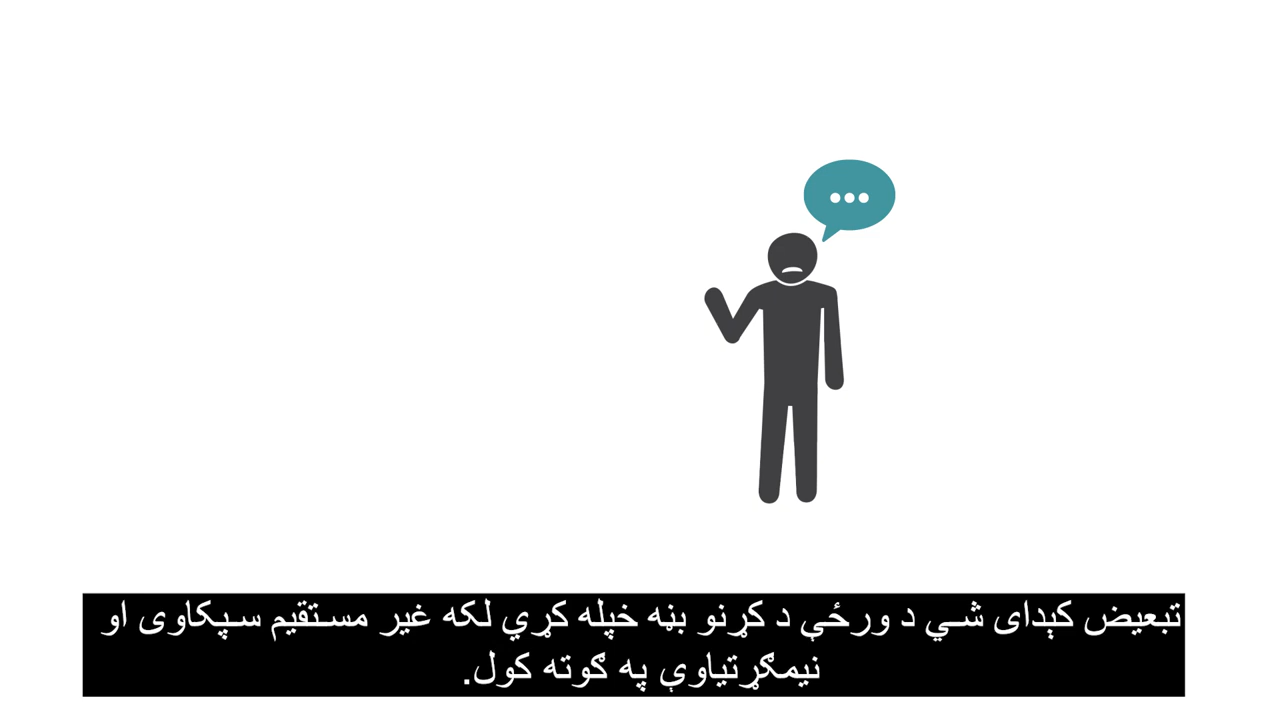 تبعیض کېدای شي د ورځې د کړنو بڼه خپله کړي لکه غیر مستقیم سپکاوی او
نیمګړتیاوې په ګوته کول.